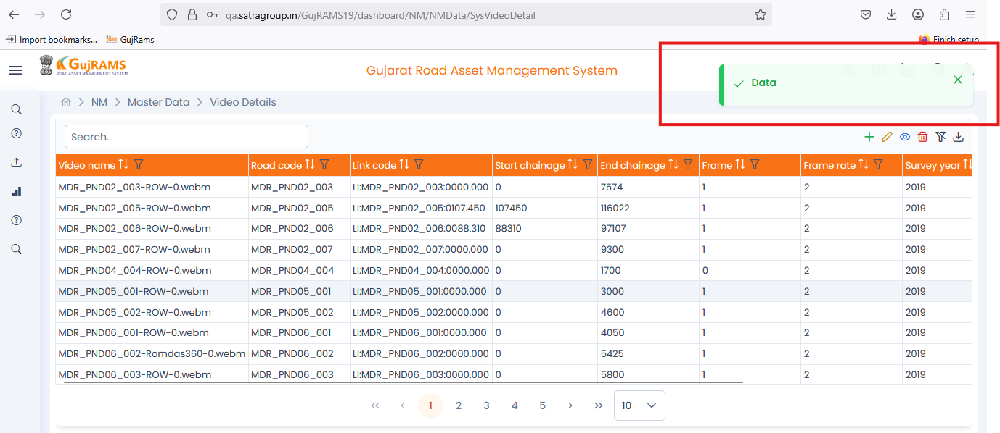 qa.satragroup.in/GujRAMS19/dashboard/NM/NMData/SysVideoDetail
Import bookmarks... GujRams
Finish setup
GujRAMS
ROAD ASSET MANAGEMENT SYSTEM
Gujarat Road Asset Management System
Data
NM > Master Data > Video Details
Search...
Video name Road code Link code Start chainage End chainage Frame Frame rate Survey year
MDR_PND02_003-ROW-0.webm MDR_PND02_003 LI:MDR_PND02_003:0000.000 0 7574 1 2 2019
MDR_PND02_005-ROW-0.webm MDR_PND02_005 LI:MDR_PND02_005:0107.450 107450 116022 1 2 2019
MDR_PND02_006-ROW-0.webm MDR_PND02_006 LI:MDR_PND02_006:0088.310 88310 97107 1 2 2019
MDR_PND02_007-ROW-0.webm MDR_PND02_007 LI:MDR_PND02_007:0000.000 0 9300 1 2 2019
MDR_PND04_004-ROW-0.webm MDR_PND04_004 LI:MDR_PND04_004:0000.000 0 1700 0 2 2019
MDR_PND05_001-ROW-0.webm MDR_PND05_001 LI:MDR_PND05_001:0000.000 0 3000 1 2 2019
MDR_PND05_002-ROW-0.webm MDR_PND05_002 LI:MDR_PND05_002:0000.000 0 4600 1 2 2019
MDR_PND06_001-ROW-0.webm MDR_PND06_001 LI:MDR_PND06_001:0000.000 0 4050 1 2 2019
MDR_PND06_002-Romdas360-0.webm MDR_PND06_002 LI:MDR_PND06_002:0000.000 0 5425 1 2 2019
MDR_PND06_003-ROW-0.webm MDR_PND06_003 LI:MDR_PND06_003:0000.000 0 5800 1 2 2019
« ‹ 1 2 3 4 5 › » 10